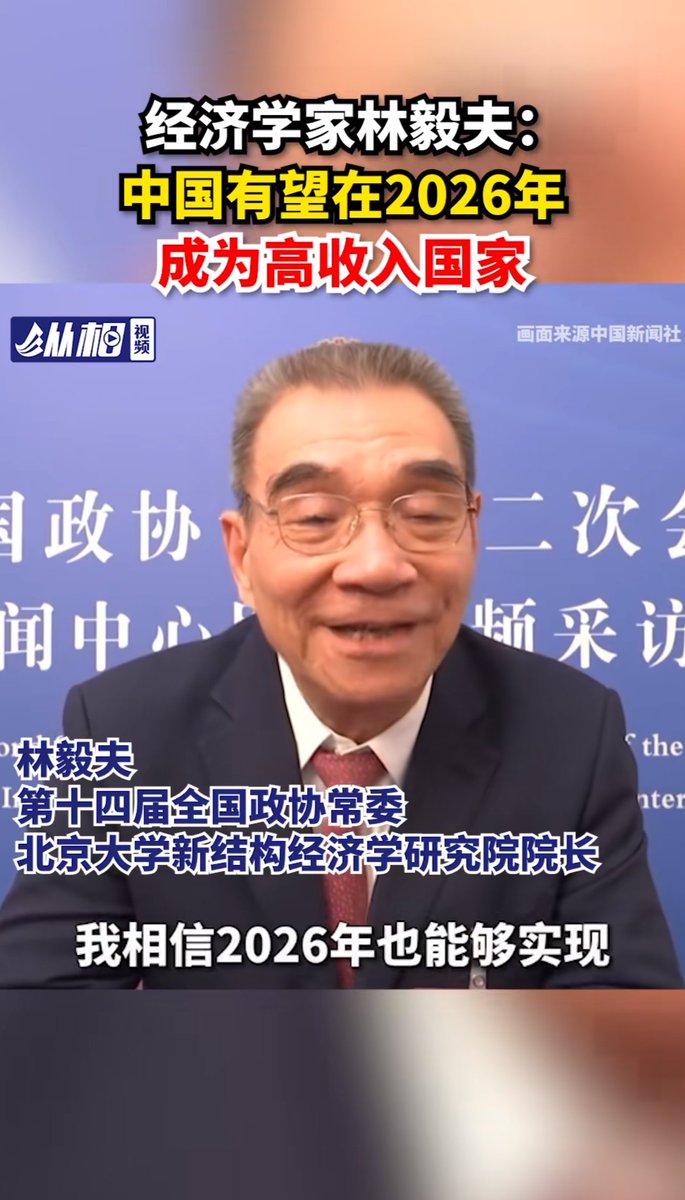 经济学家林毅夫：
中国有望在2026年
成为高收入国家
纵相
视频
画面来源中国新闻社
国政协
二次会
闻中心
频采访
of the
林毅夫
第十四届全国政协常委
北京大学新结构经济学研究院院长
我相信2026年也能够实现